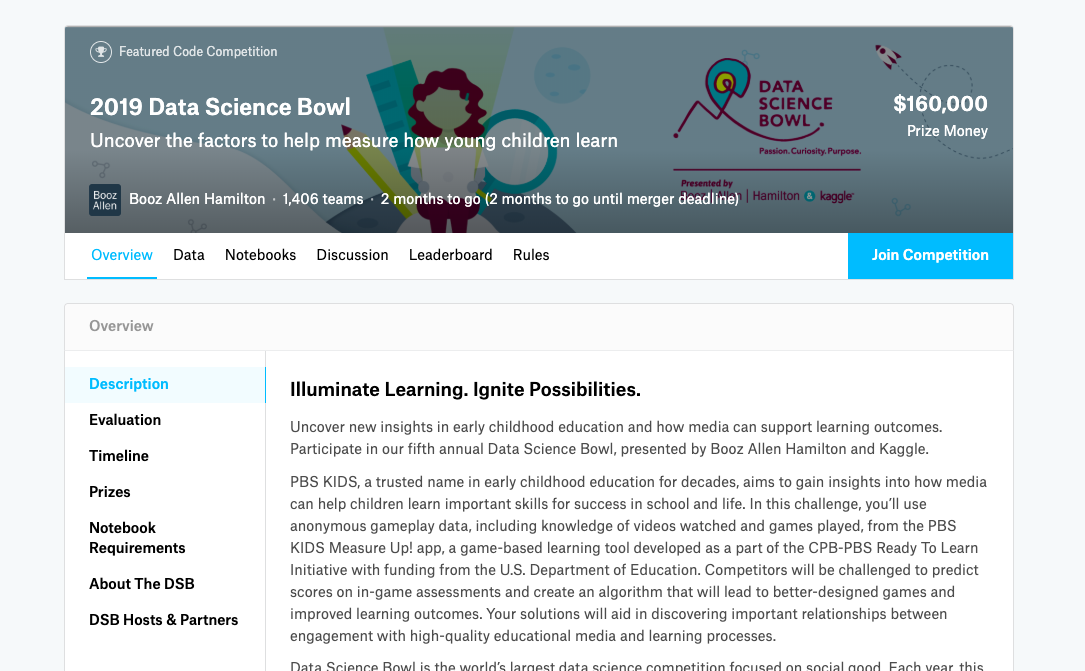 Featured Code Competition
2019 Data Science Bowl
Uncover the factors to help measure how young children learn
DATA
SCIENCE
BOWL
Passion. Curiosity. Purpose.
$160,000
Prize Money
Presented by
Booz Allen | Hamilton & kaggle
Booz
Allen
Booz Allen Hamilton · 1,406 teams · 2 months to go (2 months to go until merger deadline)
Overview Data Notebooks Discussion Leaderboard Rules Join Competition
Overview
Description
Evaluation
Timeline
Prizes
Notebook
Requirements
About The DSB
DSB Hosts & Partners
Illuminate Learning. Ignite Possibilities.
Uncover new insights in early childhood education and how media can support learning outcomes.
Participate in our fifth annual Data Science Bowl, presented by Booz Allen Hamilton and Kaggle.
PBS KIDS, a trusted name in early childhood education for decades, aims to gain insights into how media
can help children learn important skills for success in school and life. In this challenge, you’ll use
anonymous gameplay data, including knowledge of videos watched and games played, from the PBS
KIDS Measure Up! app, a game-based learning tool developed as a part of the CPB-PBS Ready To Learn
Initiative with funding from the U.S. Department of Education. Competitors will be challenged to predict
scores on in-game assessments and create an algorithm that will lead to better-designed games and
improved learning outcomes. Your solutions will aid in discovering important relationships between
engagement with high-quality educational media and learning processes.
Data Science Bowl is the world’s largest data science competition focused on social good. Each year, this